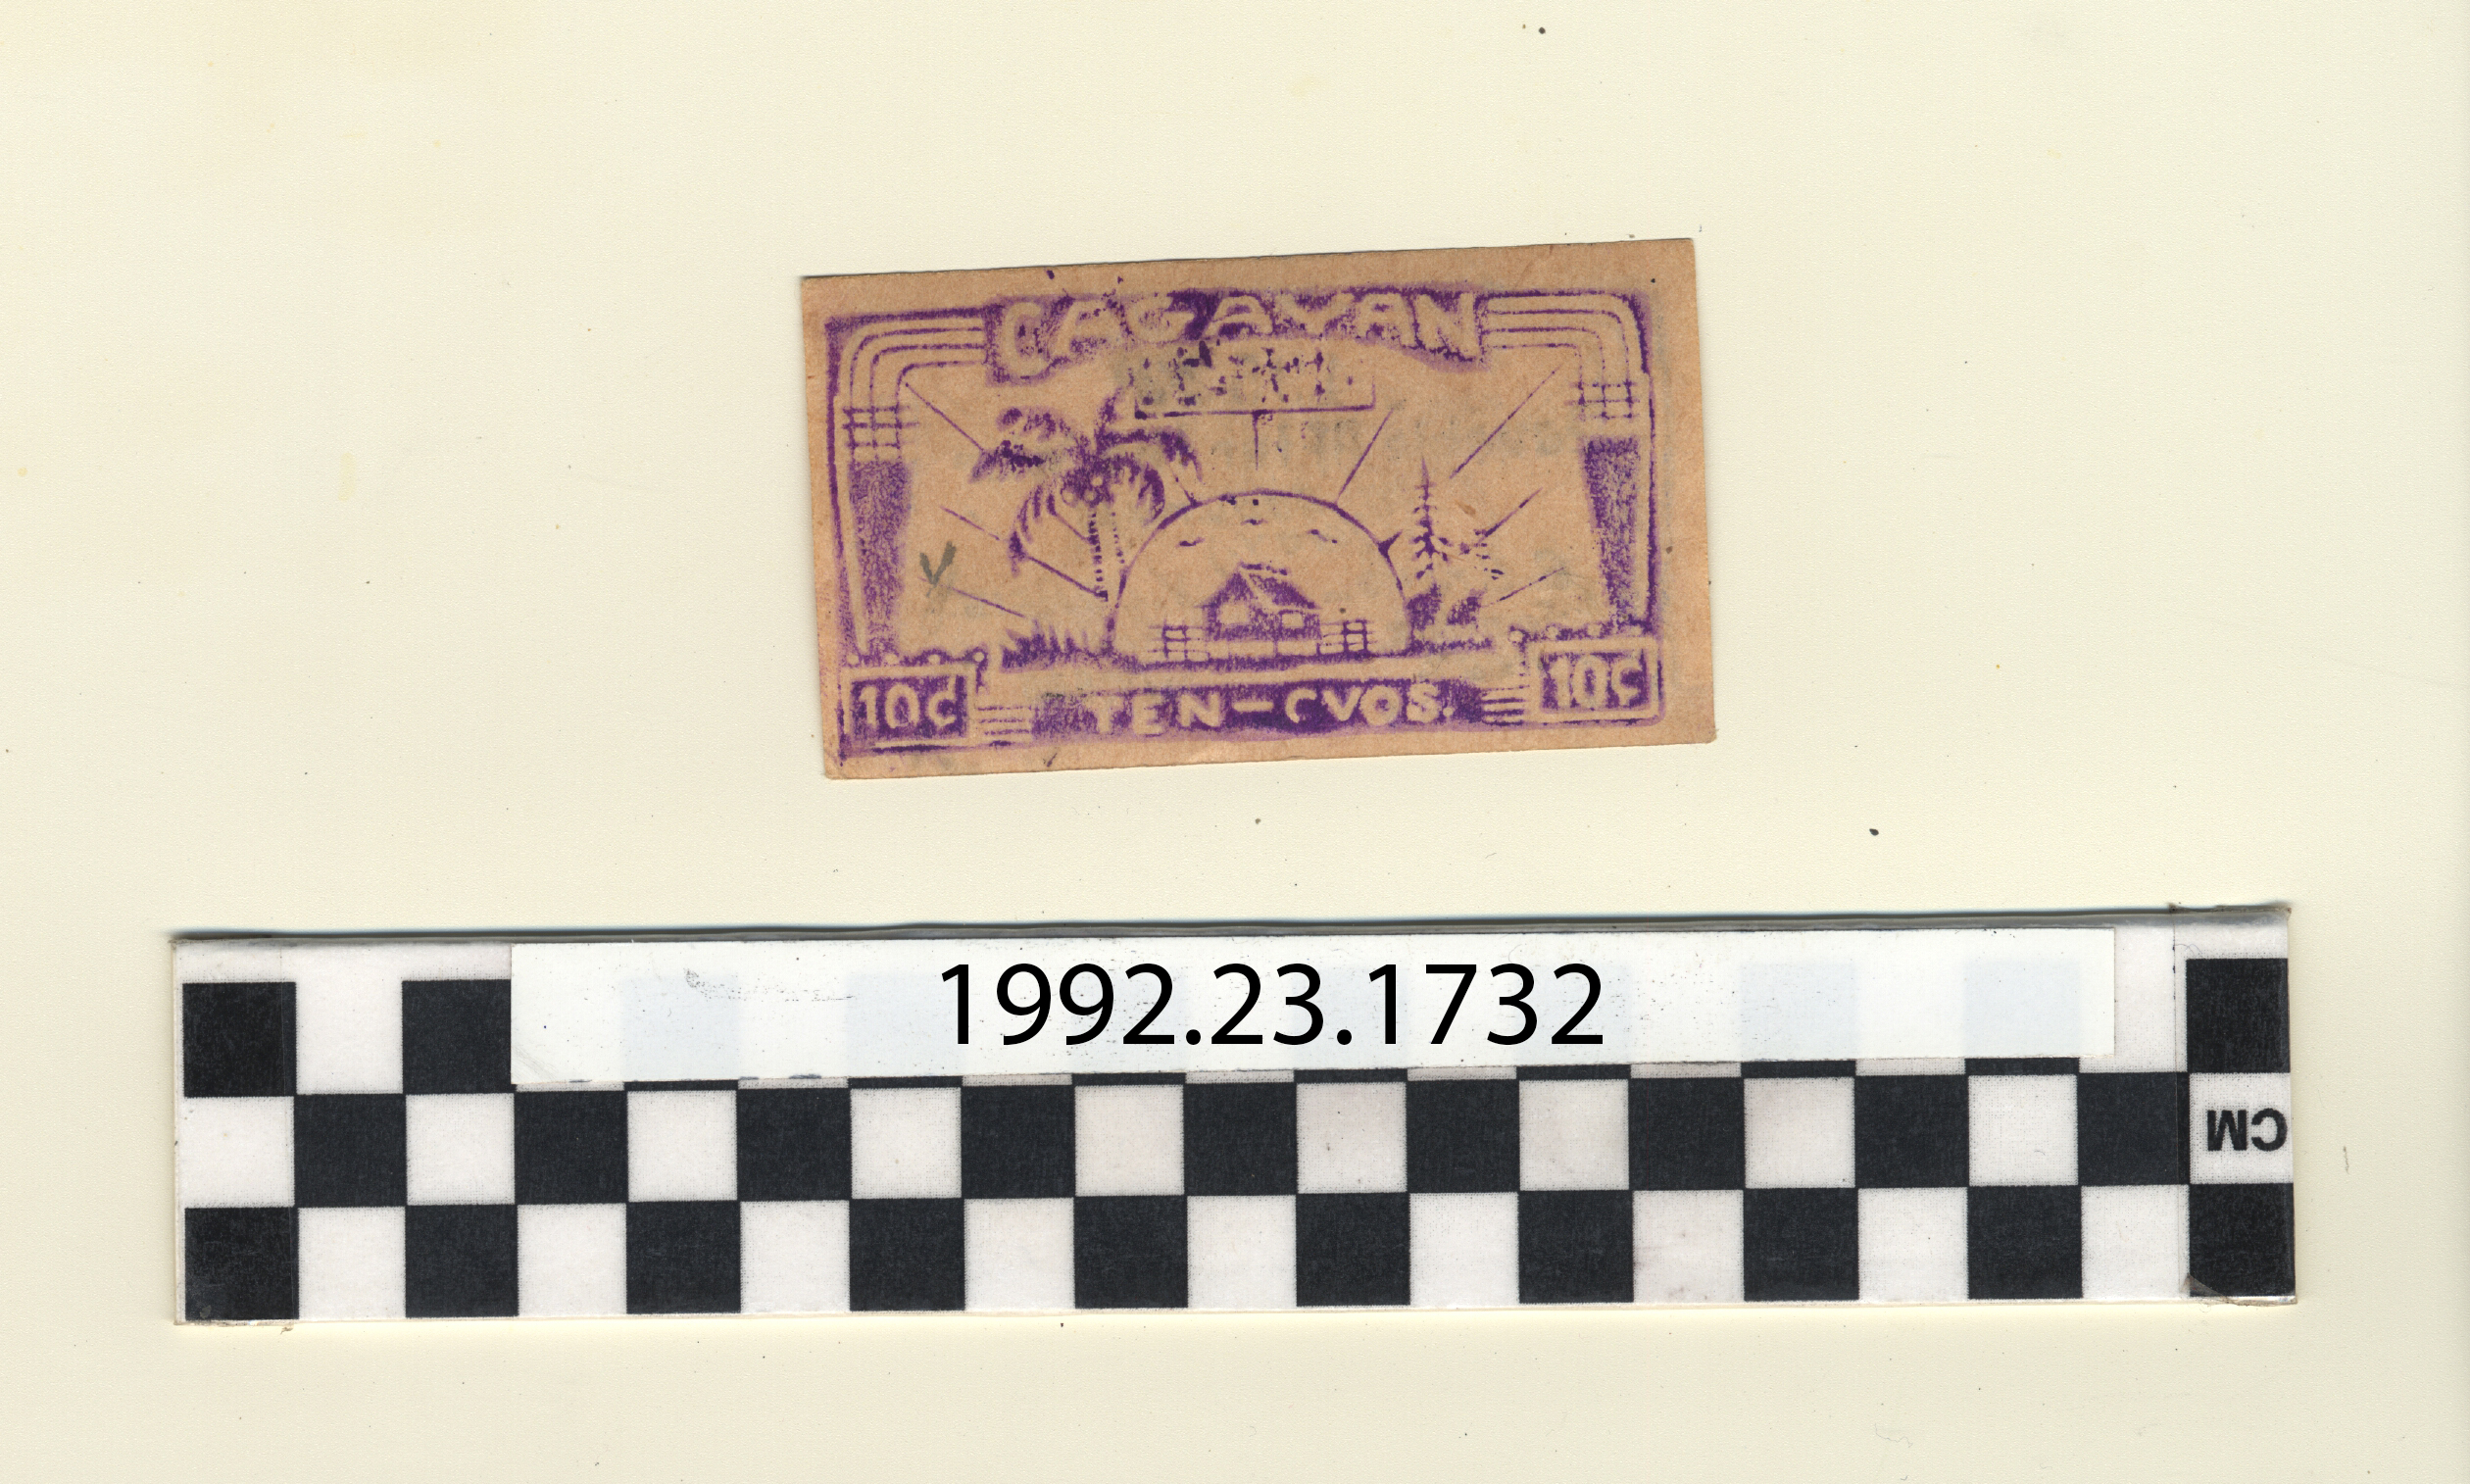 CAGAYAN
10¢
TEN-CVOS.
10¢
1992.23.1732
CM